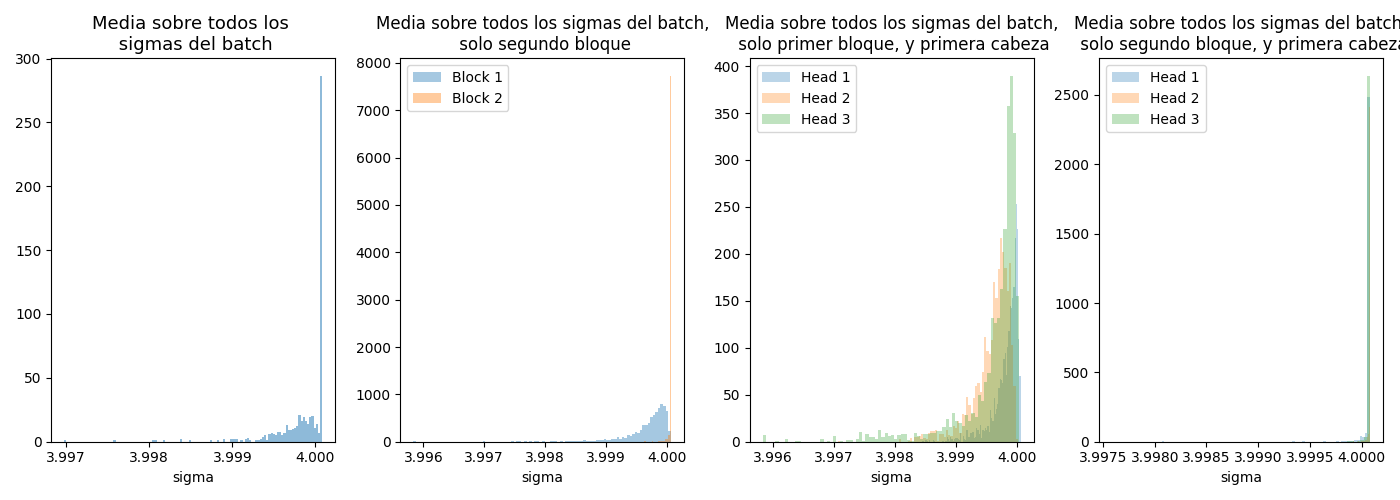 Media sobre todos los
sigmas del batch
300
250
200
150
100
50
0
3.997
3.998
3.999
4.000
sigma
Media sobre todos los sigmas del batch,
solo segundo bloque
Block 1
Block 2
8000
7000
6000
5000
4000
3000
2000
1000
0
3.996
3.997
3.998
3.999
4.000
sigma
Media sobre todos los sigmas del batch,
solo primer bloque, y primera cabeza
Head 1
Head 2
Head 3
400
350
300
250
200
150
100
50
0
3.996
3.997
3.998
3.999
4.000
sigma
Media sobre todos los sigmas del batch
solo segundo bloque, y primera cabeza
Head 1
Head 2
Head 3
2500
2000
1500
1000
500
0
3.9975
3.9980
3.9985
3.9990
3.9995
4.0000
sigma